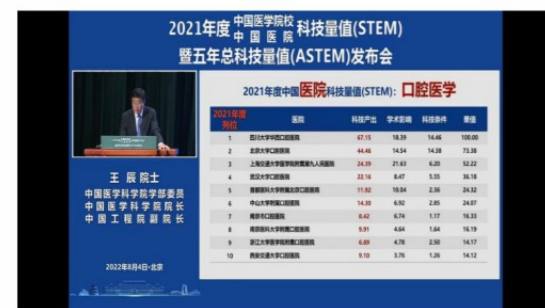 2021年度中国医学院校科技量值(STEM)
中国医院
暨五年总科技量值(ASTEM)发布会
2021年度中国医院科技量值(STEM)：口腔医学
2021年度列位 医院 科技产出 学术影响 科技条件 量值
1 四川大学华西口腔医院 67.15 18.39 14.46 100.00
2 北京大学口腔医院 44.46 14.54 14.38 73.38
3 上海交通大学医学院附属第九人民医院 24.39 21.63 6.20 52.22
4 武汉大学口腔医院 22.16 8.47 5.55 36.18
5 首都医科大学附属北京口腔医院 11.92 10.04 2.36 24.32
6 中山大学附属口腔医院 14.30 6.92 2.85 24.07
7 南京市口腔医院 8.42 6.74 1.17 16.33
8 南京医科大学附属口腔医院 9.91 4.64 1.64 16.19
9 浙江大学医学院附属口腔医院 6.89 4.78 2.50 14.17
10 西安交通大学口腔医院 9.10 3.76 1.26 14.12
王辰院士
中国医学科学院学部委员
中国医学科学院院长
中国工程院副院长
2022年8月4日·北京